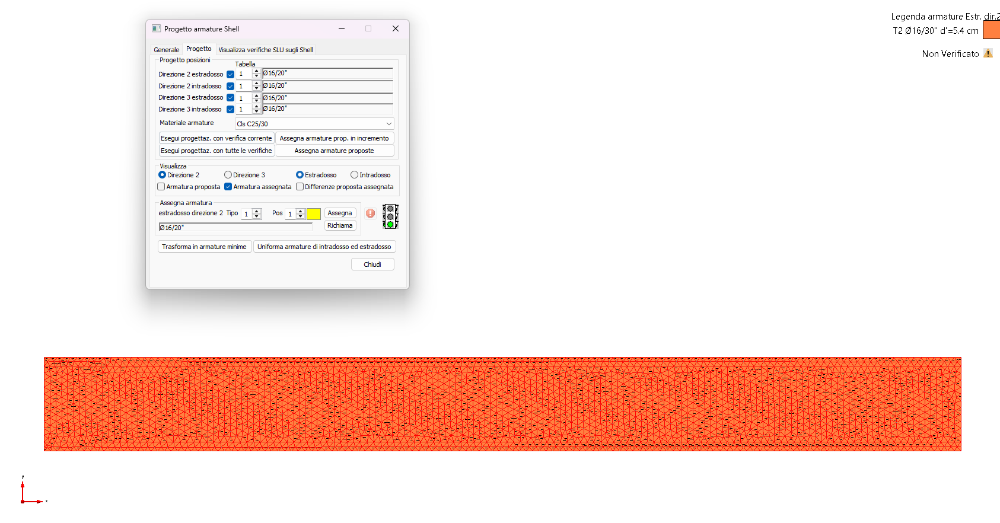 Legenda armature Estr. dir.2
T2 Ø16/30" d'=5.4 cm
Non Verificato
Progetto armature Shell
Generale Progetto Visualizza verifiche SLU sugli Shell
Progetto posizioni
Tabella
Direzione 2 estradosso 1 Ø16/20"
Direzione 2 intradosso 1 Ø16/20"
Direzione 3 estradosso 1 Ø16/20"
Direzione 3 intradosso 1 Ø16/20"
Materiale armature Cls C25/30
Esegui progettaz. con verifica corrente Assegna armature prop. in incremento
Esegui progettaz. con tutte le verifiche Assegna armature proposte
Visualizza
Direzione 2 Direzione 3 Estradosso Intradosso
Armatura proposta Armatura assegnata Differenze proposta assegnata
Assegna armatura
estradosso direzione 2 Tipo 1 Pos 1 Assegna
Ø16/20" Richiama
Trasforma in armature minime Uniforma armature di intradosso ed estradosso
Chiudi
y
x